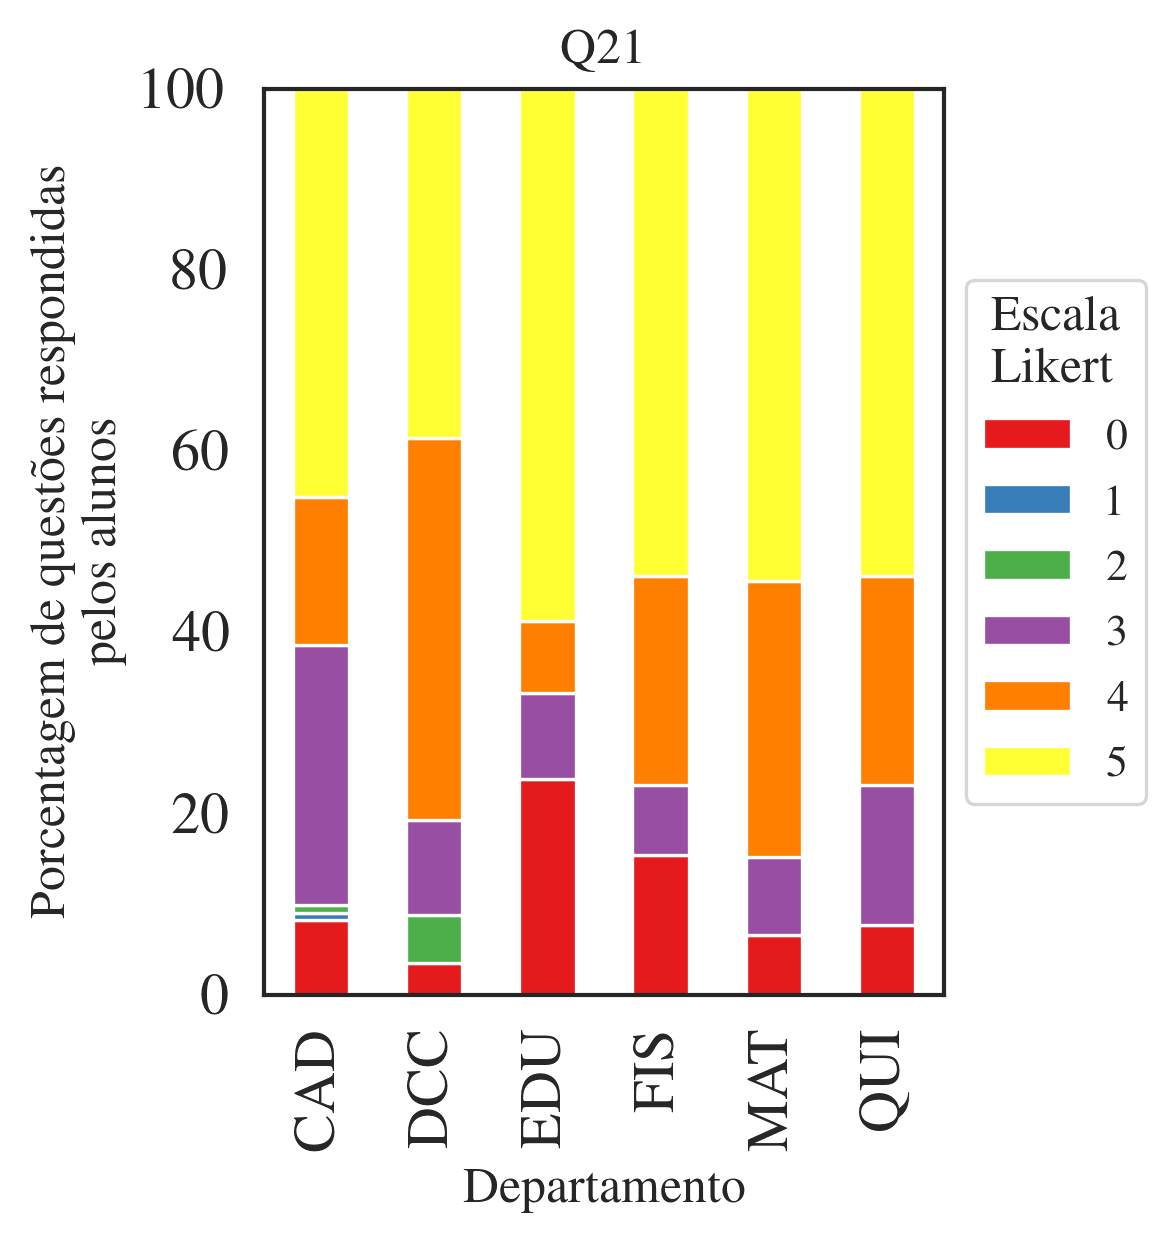 Q21
100
80
60
40
20
0
Porcentagem de questões respondidas
pelos alunos
CAD
DCC
EDU
FIS
MAT
QUI
Departamento
Escala
Likert
0
1
2
3
4
5